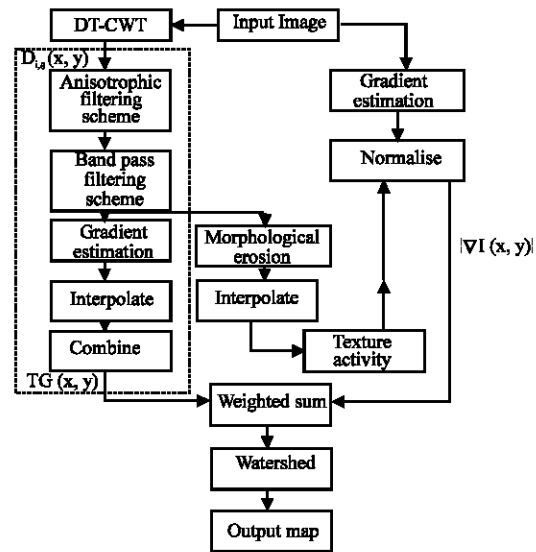 DT-CWT
Input Image
D i,θ (x, y)
Anisotrophic
filtering
scheme
Gradient
estimation
Band pass
filtering
scheme
Normalise
Gradient
estimation
Morphological
erosion
|∇I (x, y)|
Interpolate
Interpolate
Combine
Texture
activity
TG (x, y)
Weighted sum
Watershed
Output map